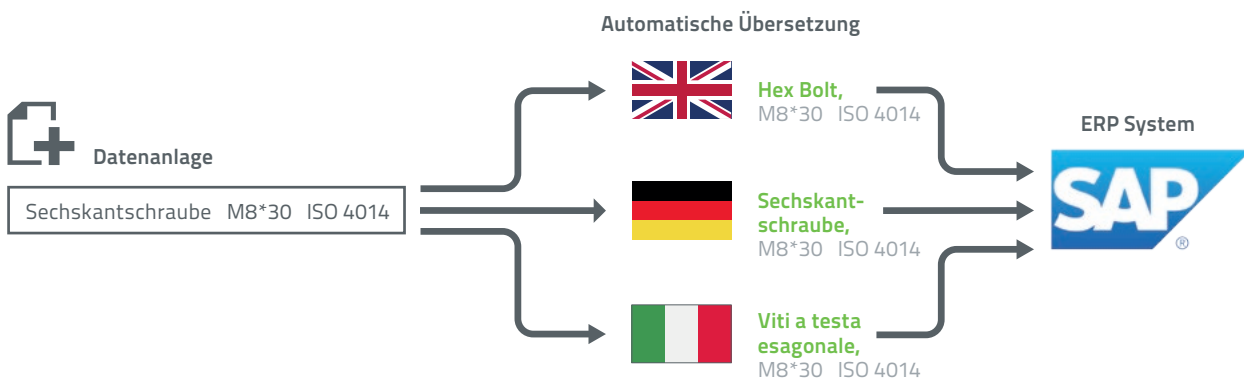 Automatische Übersetzung
Datenanlage
Sechskantschraube M8*30 ISO 4014
Hex Bolt,
M8*30 ISO 4014
Sechskant-
schraube,
M8*30 ISO 4014
Viti a testa
esagonale,
M8*30 ISO 4014
ERP System
SAP
®